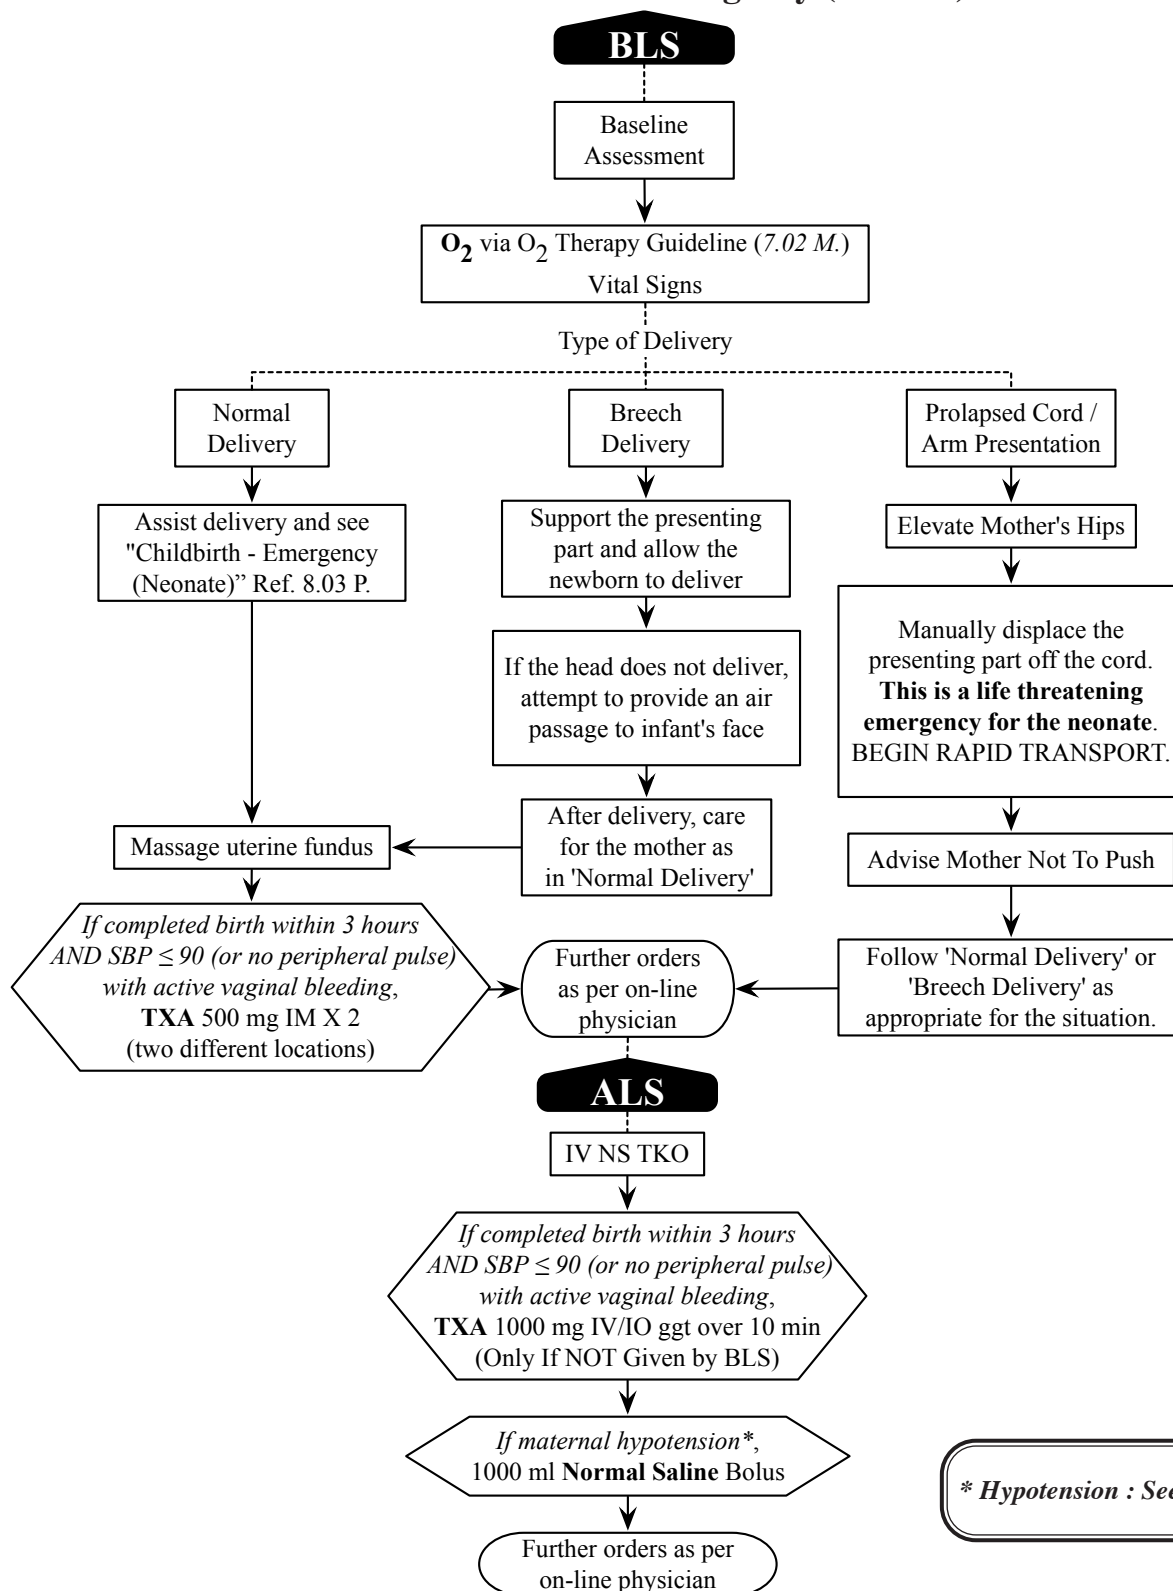 BLS
Baseline
Assessment
O2 via O2 Therapy Guideline (7.02 M.)
Vital Signs
Type of Delivery
Normal
Delivery
Assist delivery and see
"Childbirth - Emergency
(Neonate)” Ref. 8.03 P.
Breech
Delivery
Support the presenting
part and allow the
newborn to deliver
If the head does not deliver,
attempt to provide an air
passage to infant's face
After delivery, care
for the mother as
in 'Normal Delivery'
Prolapsed Cord /
Arm Presentation
Elevate Mother's Hips
Manually displace the
presenting part off the cord.
This is a life threatening
emergency for the neonate.
BEGIN RAPID TRANSPORT.
Advise Mother Not To Push
Follow 'Normal Delivery' or
'Breech Delivery' as
appropriate for the situation.
Massage uterine fundus
If completed birth within 3 hours
AND SBP ≤ 90 (or no peripheral pulse)
with active vaginal bleeding,
TXA 500 mg IM X 2
(two different locations)
Further orders
as per on-line
physician
ALS
IV NS TKO
If completed birth within 3 hours
AND SBP ≤ 90 (or no peripheral pulse)
with active vaginal bleeding,
TXA 1000 mg IV/IO ggt over 10 min
(Only If NOT Given by BLS)
If maternal hypotension*,
1000 ml Normal Saline Bolus
* Hypotension : See
Further orders as per
on-line physician